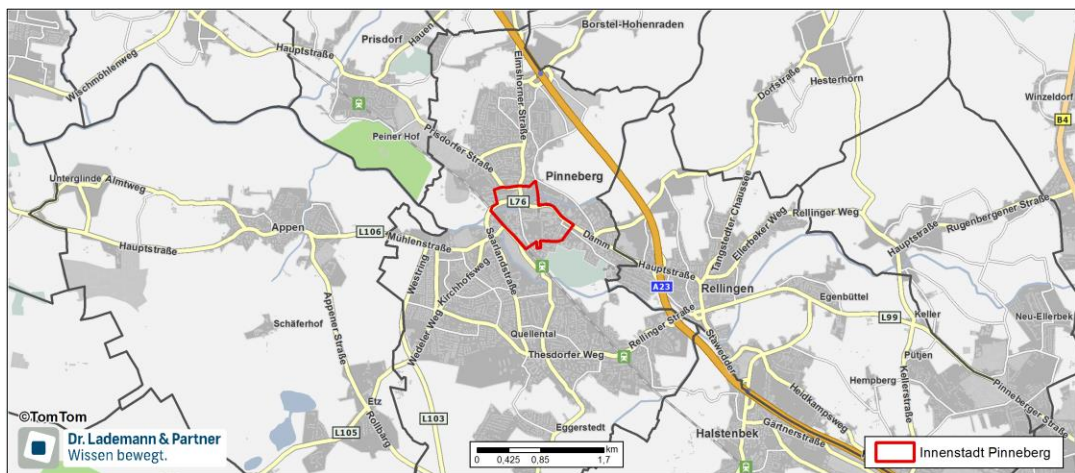 Borstel-Hohenraden
Prisdorf
Hauen
Hauptstraße
Wischmöhlenweg
Elmshorner Straße
Dorfstraße
Hesterhorn
Winzeldorf
B4
Peiner Hof
Prisdorfer Straße
Pinneberg
Unterglinde
Almtweg
L76
Tangstedter Chaussee
Ellerbeker Weg
Rellinger Weg
Rugenbergener Straße
Hauptstraße
Appen
L106
Mühlenstraße
Saarlandstraße
Damm
Hauptstraße
Hauptstraße
Westring
Kirchhofsweg
A23
Rellingen
Egenbüttel
Schäferhof
Appener Straße
Wedeler Weg
Quellental
Thesdorfer Weg
Rellinger Straße
L99
Keller
Neu-Ellerbek
Stawedder
Pütjen
Hempberg
Heidkampsweg
Kellerstraße
Pinneberger Straße
Etz
L103
L105
Rollbarg
Eggerstedt
Halstenbek
Gärtnerstraße
©TomTom
Dr. Lademann & Partner
Wissen bewegt.
km
0 0,425 0,85 1,7
Innenstadt Pinneberg